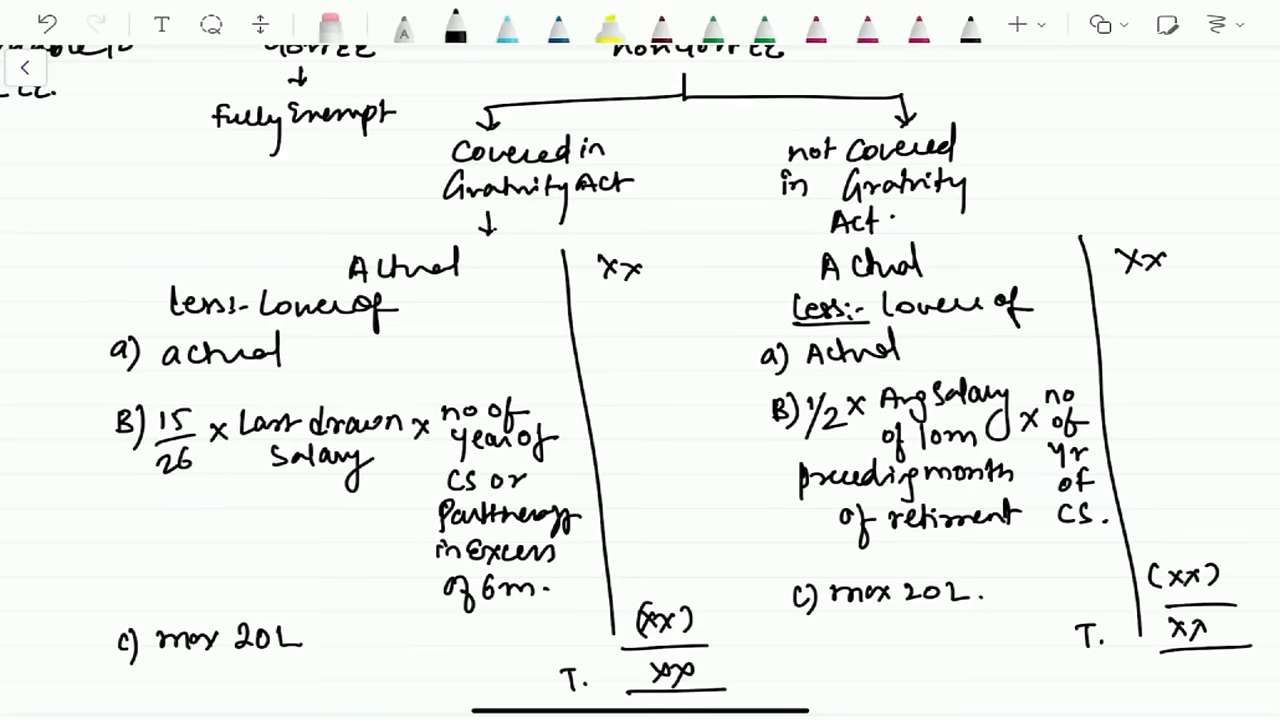 Fully Exempt
Covered in
Gratuity Act
↓
Actual
Less:- Lower of
a) actual
B) 15/26 × Last drawn salary × no of
year of
CS or
Part thereof
in Excess
of 6m.
c) max 20L
xx
(xx)
T. xx
not Covered
in Gratuity
Act.
Actual
Less:- Lower of
a) Actual
B) 1/2 × Avg Salary
of 10m
preceding month
of retirment
× no
of
yr
of
CS.
c) max 20L.
xx
(xx)
T. xx